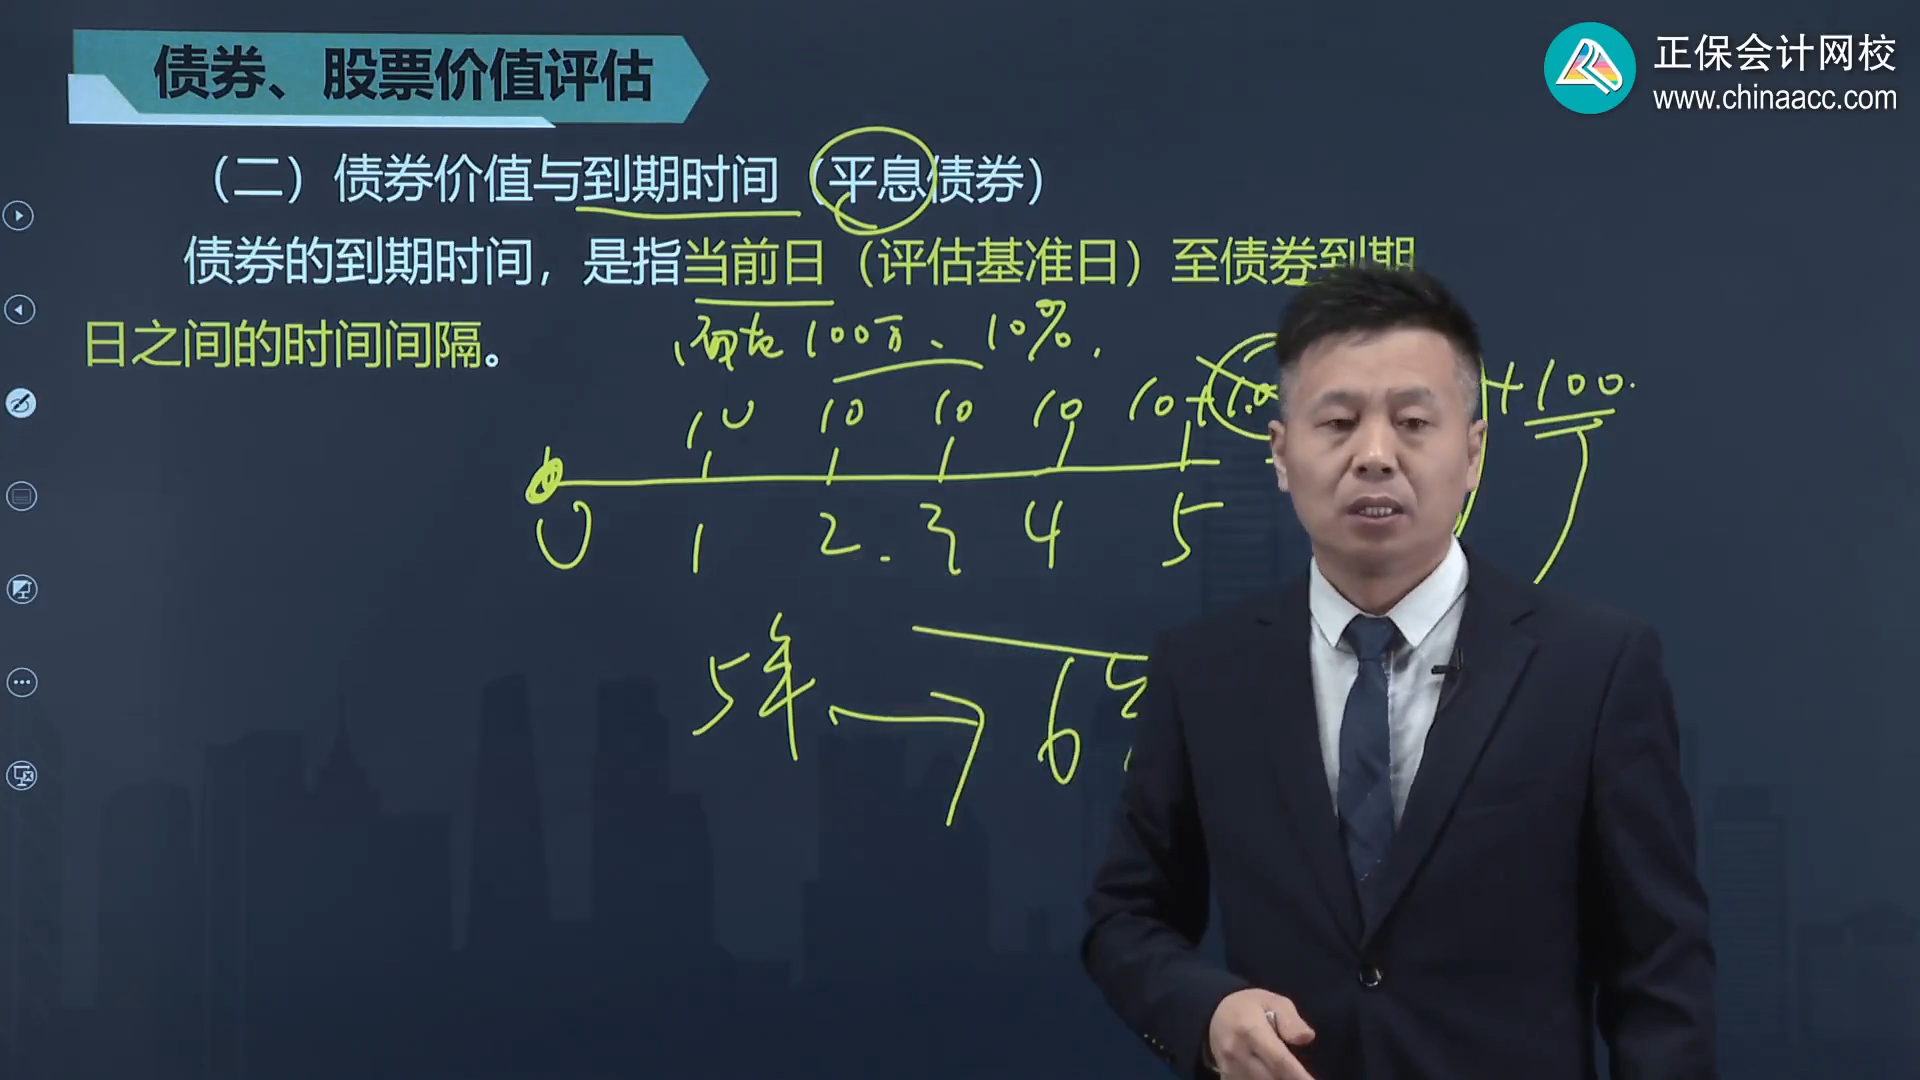 债券、股票价值评估
正保会计网校
www.chinaacc.com
（二）债券价值与到期时间（平息债券）
债券的到期时间，是指当前日（评估基准日）至债券到期
日之间的时间间隔。
100万、10%
10 10 10 10 10+
+100
0 1 2 3 4 5
5年
6